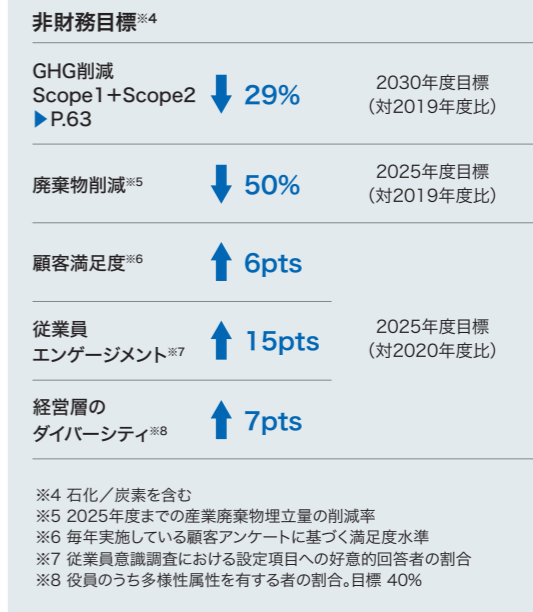 非財務目標※4
GHG削減
Scope1+Scope2
▶P.63
29%
2030年度目標
(対2019年度比)
廃棄物削減※5
50%
2025年度目標
(対2019年度比)
顧客満足度※6
6pts
従業員
エンゲージメント※7
15pts
2025年度目標
(対2020年度比)
経営層の
ダイバーシティ※8
7pts
※4 石化／炭素を含む
※5 2025年度までの産業廃棄物埋立量の削減率
※6 毎年実施している顧客アンケートに基づく満足度水準
※7 従業員意識調査における設定項目への好意的回答者の割合
※8 役員のうち多様性属性を有する者の割合。目標 40%